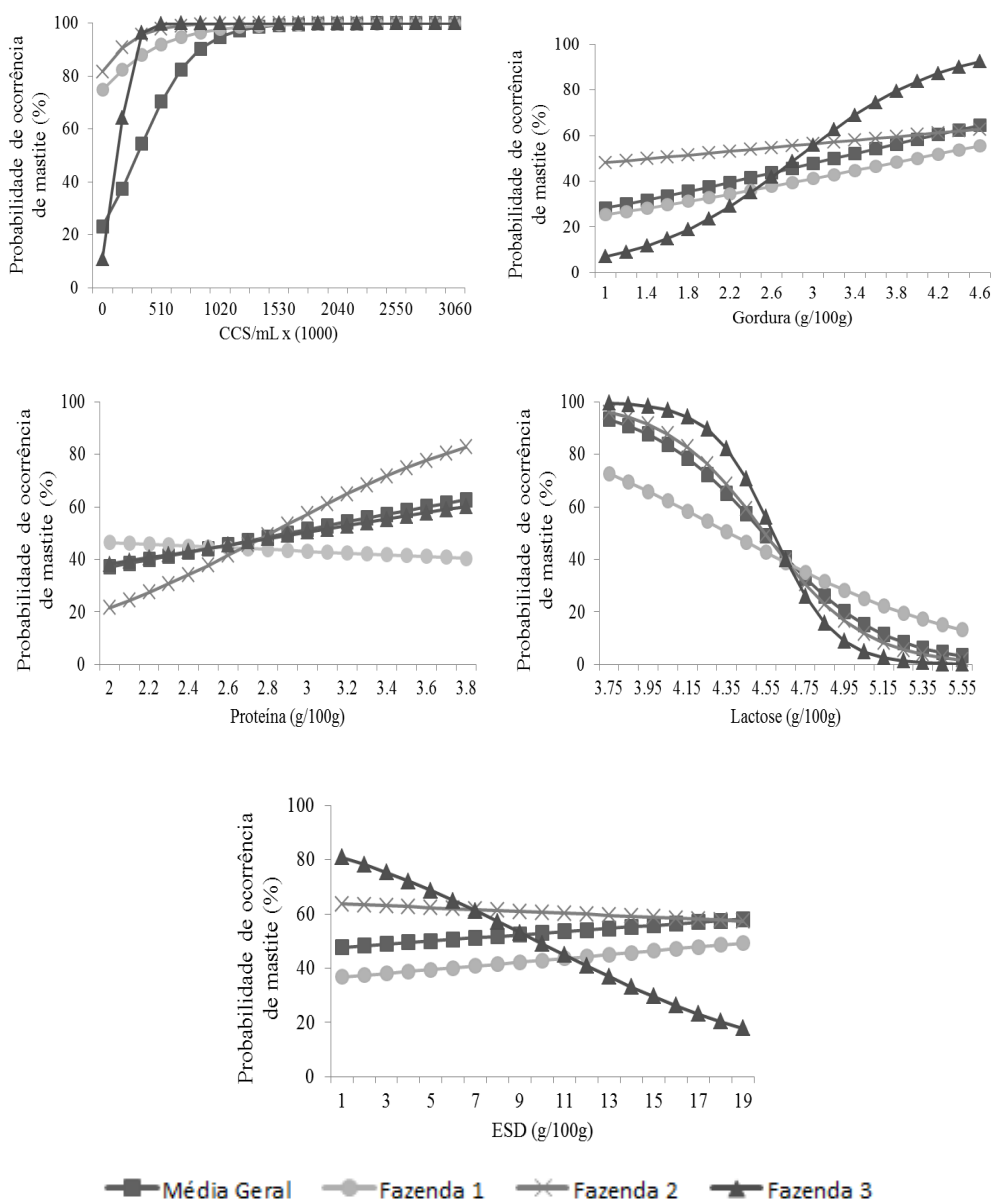 Probabilidade de ocorrência
de mastite (%)
100
80
60
40
20
0
0 510 1020 1530 2040 2550 3060
CCS/mL x (1000)
Probabilidade de ocorrência
de mastite (%)
100
80
60
40
20
0
1 1.4 1.8 2.2 2.6 3 3.4 3.8 4.2 4.6
Gordura (g/100g)
Probabilidade de ocorrência
de mastite (%)
100
80
60
40
20
0
2 2.2 2.4 2.6 2.8 3 3.2 3.4 3.6 3.8
Proteína (g/100g)
Probabilidade de ocorrência
de mastite (%)
100
80
60
40
20
0
3.75 3.95 4.15 4.35 4.55 4.75 4.95 5.15 5.35 5.55
Lactose (g/100g)
Probabilidade de ocorrência
de mastite (%)
100
80
60
40
20
0
1 3 5 7 9 11 13 15 17 19
ESD (g/100g)
Média Geral Fazenda 1 Fazenda 2 Fazenda 3